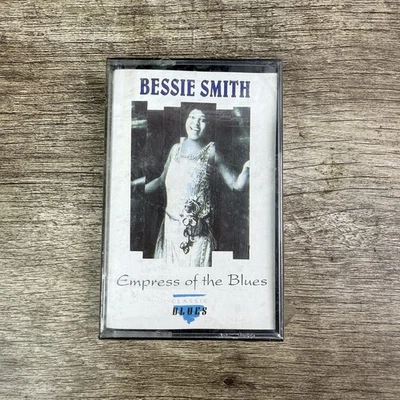 BESSIE SMITH
Empress of the Blues
CLASSIC
BLUES